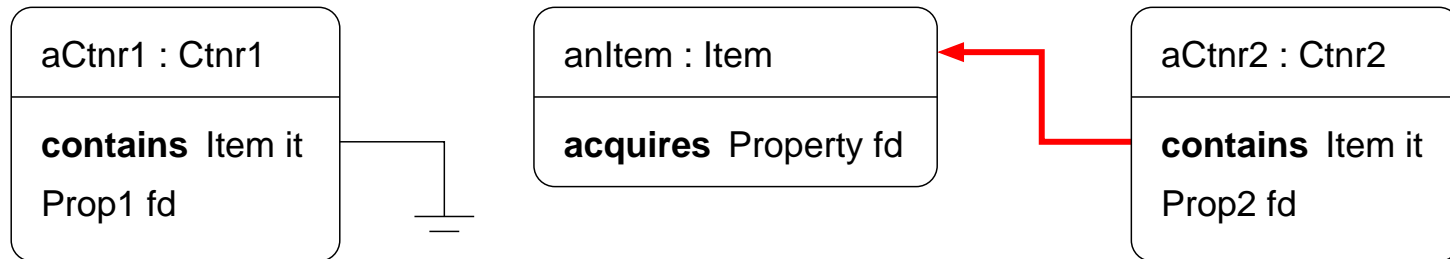 aCtnr1 : Ctnr1
contains Item it
Prop1 fd
anItem : Item
acquires Property fd
aCtnr2 : Ctnr2
contains Item it
Prop2 fd